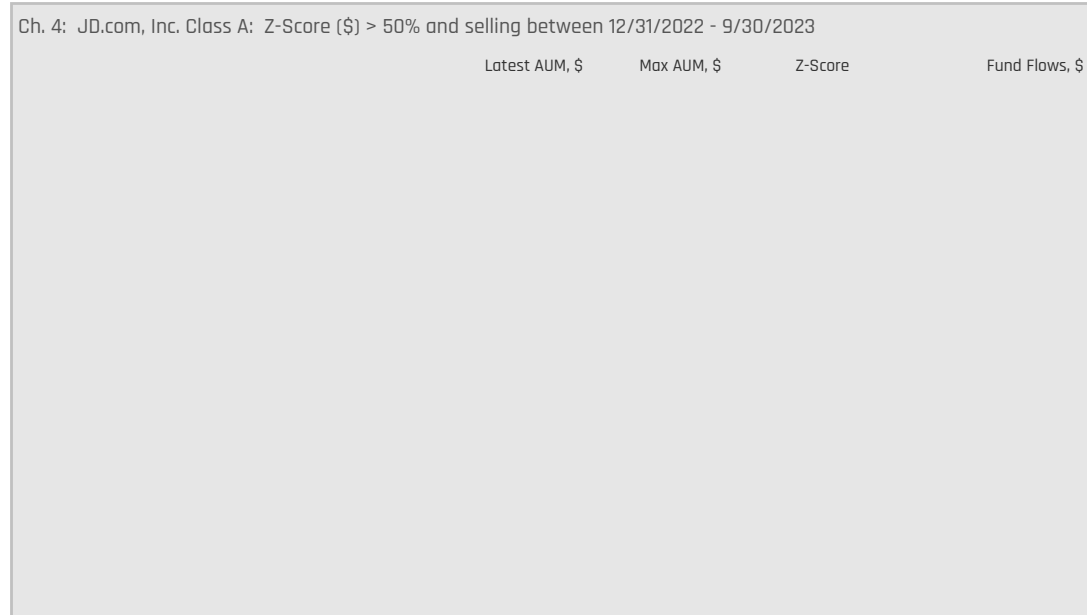 Ch. 4:  JD.com, Inc. Class A:  Z-Score ($) > 50% and selling between 12/31/2022 - 9/30/2023
Latest AUM, $ Max AUM, $ Z-Score Fund Flows, $